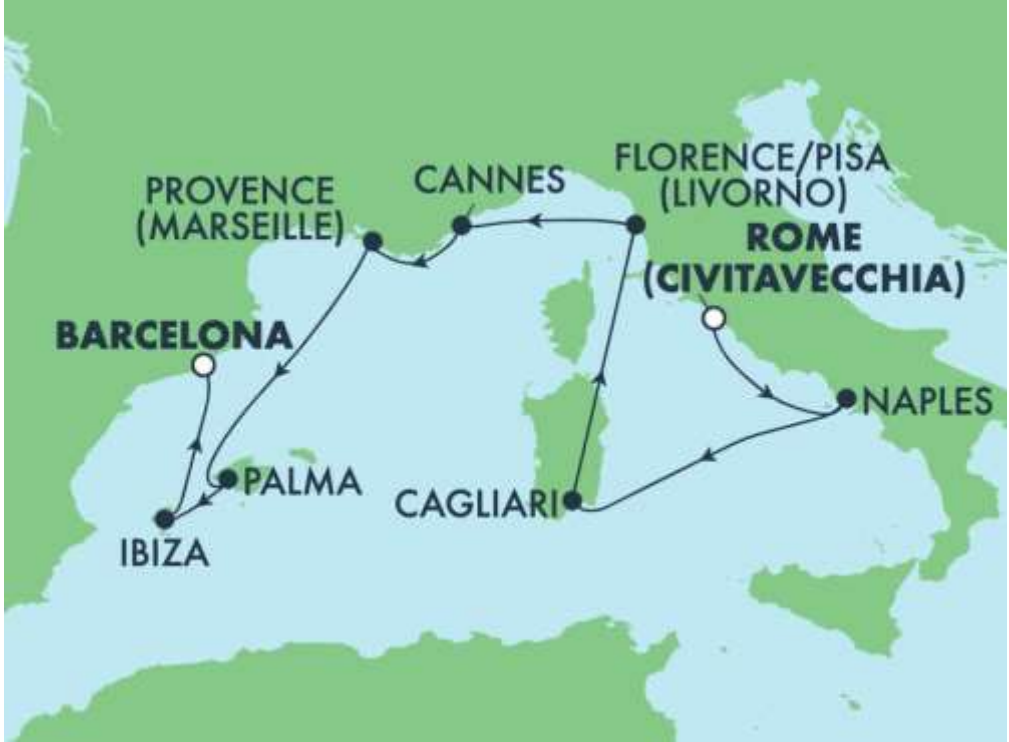 PROVENCE
(MARSEILLE)
CANNES
FLORENCE/PISA
(LIVORNO)
ROME
(CIVITAVECCHIA)
BARCELONA
NAPLES
PALMA
CAGLIARI
IBIZA